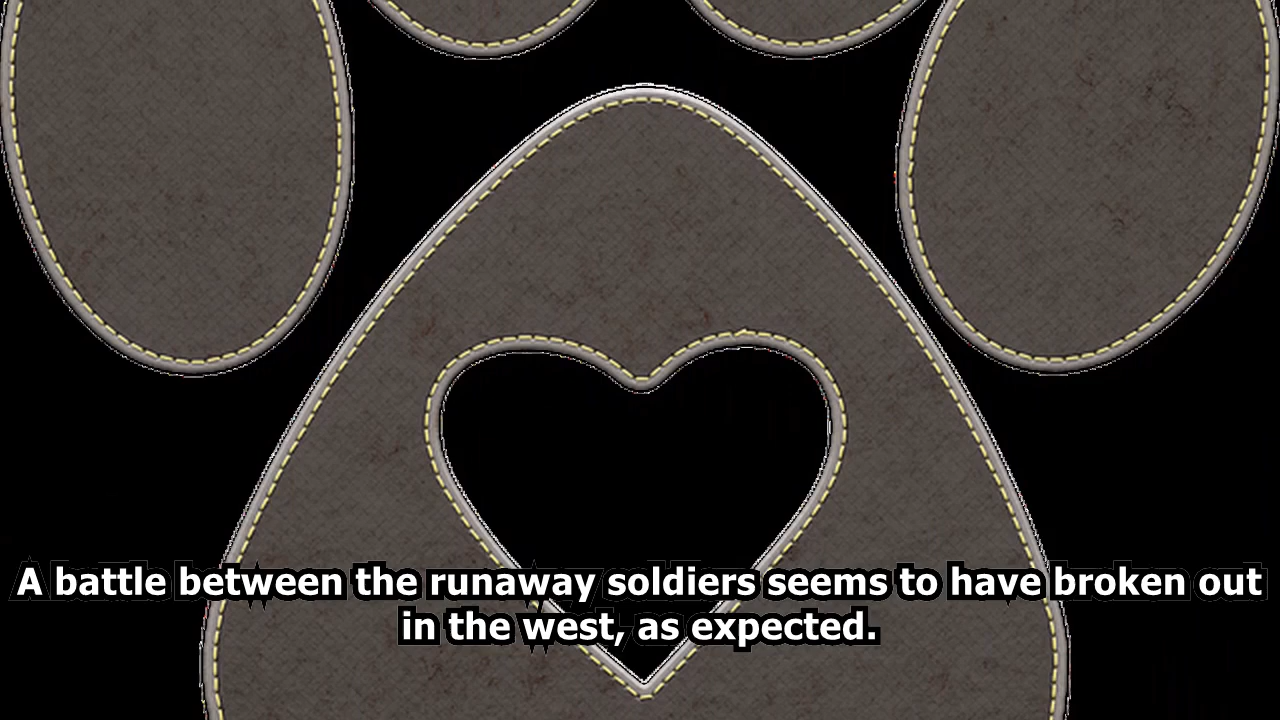 A battle between the runaway soldiers seems to have broken out
in the west, as expected.